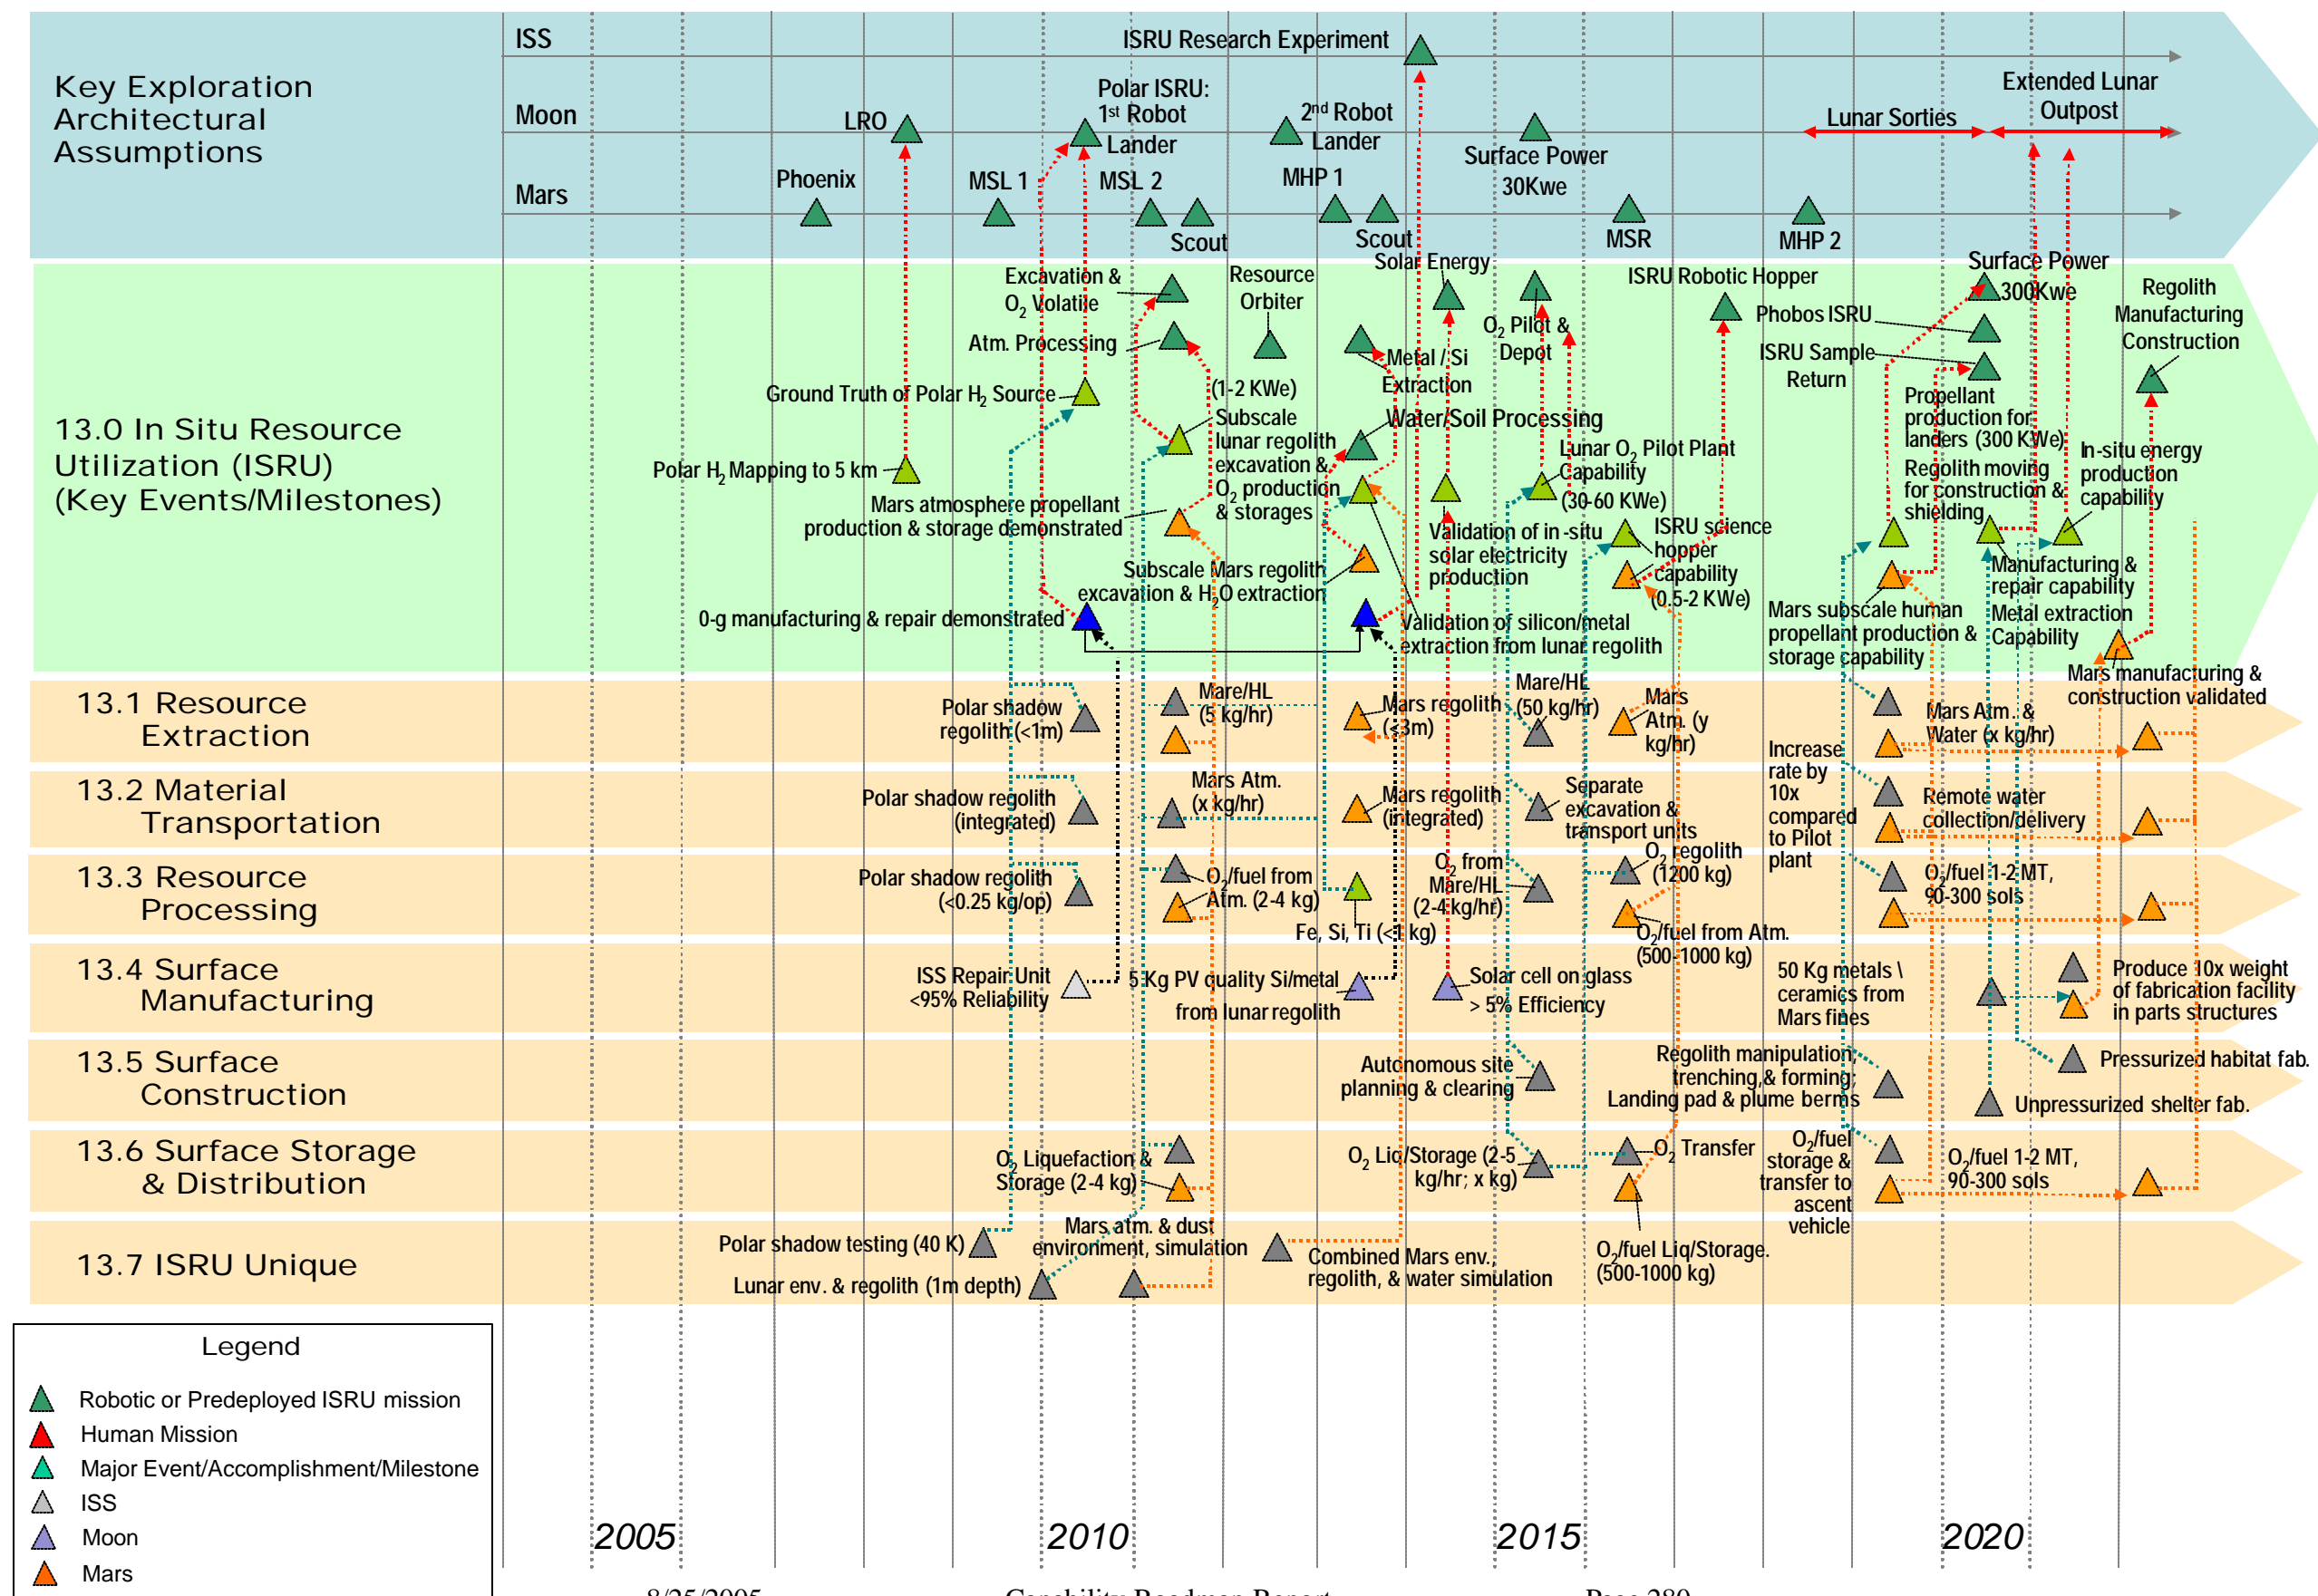 Key Exploration
Architectural
Assumptions
ISS
ISRU Research Experiment
Moon
LRO
Polar ISRU:
1st Robot
Lander
2nd Robot
Lander
Surface Power
30Kwe
Lunar Sorties
Extended Lunar
Outpost
Mars
Phoenix
MSL 1
MSL 2
Scout
MHP 1
Scout
MSR
MHP 2
13.0 In Situ Resource
Utilization (ISRU)
(Key Events/Milestones)
Excavation &
O2 Volatile
Resource
Orbiter
Solar Energy
ISRU Robotic Hopper
Surface Power
300Kwe
Regolith
Manufacturing
Construction
Atm. Processing
O2 Pilot &
Depot
Phobos ISRU
ISRU Sample
Return
Metal / Si
Extraction
Ground Truth of Polar H2 Source
(1-2 KWe)
Subscale
lunar regolith
excavation &
O2 production
& storages
Water/Soil Processing
Propellant
production for
landers (300 KWe)
Polar H2 Mapping to 5 km
Lunar O2 Pilot Plant
Capability
(30-60 KWe)
Regolith moving
for construction &
shielding
In-situ energy
production
capability
Mars atmosphere propellant
production & storage demonstrated
Validation of in-situ
solar electricity
production
ISRU science
hopper
capability
(0.5-2 KWe)
Subscale Mars regolith
excavation & H2O extraction
Manufacturing &
repair capability
Mars subscale human
propellant production &
storage capability
Metal extraction
Capability
0-g manufacturing & repair demonstrated
Validation of silicon/metal
extraction from lunar regolith
Mars manufacturing &
construction validated
13.1 Resource
Extraction
Polar shadow
regolith (<1m)
Mare/HL
(5 kg/hr)
Mars regolith
(<3m)
Mare/HL
(50 kg/hr)
Mars
Atm. (y
kg/hr)
Mars Atm. &
Water (x kg/hr)
Increase
rate by
10x
compared
to Pilot
plant
13.2 Material
Transportation
Polar shadow regolith
(integrated)
Mars Atm.
(x kg/hr)
Mars regolith
(integrated)
Separate
excavation &
transport units
Remote water
collection/delivery
13.3 Resource
Processing
Polar shadow regolith
(<0.25 kg/op)
O2/fuel from
Atm. (2-4 kg)
Fe, Si, Ti (<1 kg)
O2 from
Mare/HL
(2-4 kg/hr)
O2 regolith
(1200 kg)
O2/fuel from Atm.
(500-1000 kg)
O2/fuel 1-2 MT,
90-300 sols
13.4 Surface
Manufacturing
ISS Repair Unit
<95% Reliability
5 Kg PV quality Si/metal
from lunar regolith
Solar cell on glass
> 5% Efficiency
50 Kg metals \
ceramics from
Mars fines
Produce 10x weight
of fabrication facility
in parts structures
13.5 Surface
Construction
Autonomous site
planning & clearing
Regolith manipulation,
trenching,& forming;
Landing pad & plume berms
Pressurized habitat fab.
Unpressurized shelter fab.
13.6 Surface Storage
& Distribution
O2 Liquefaction &
Storage (2-4 kg)
O2 Liq/Storage (2-5
kg/hr; x kg)
O2 Transfer
O2/fuel
storage &
transfer to
ascent
vehicle
O2/fuel 1-2 MT,
90-300 sols
13.7 ISRU Unique
Polar shadow testing (40 K)
Mars atm. & dust
environment, simulation
Lunar env. & regolith (1m depth)
Combined Mars env.,
regolith, & water simulation
O2/fuel Liq/Storage.
(500-1000 kg)
Legend
Robotic or Predeployed ISRU mission
Human Mission
Major Event/Accomplishment/Milestone
ISS
Moon
Mars
2005
2010
2015
2020
8/25/2005
Capability Roadmap Report
Page 280